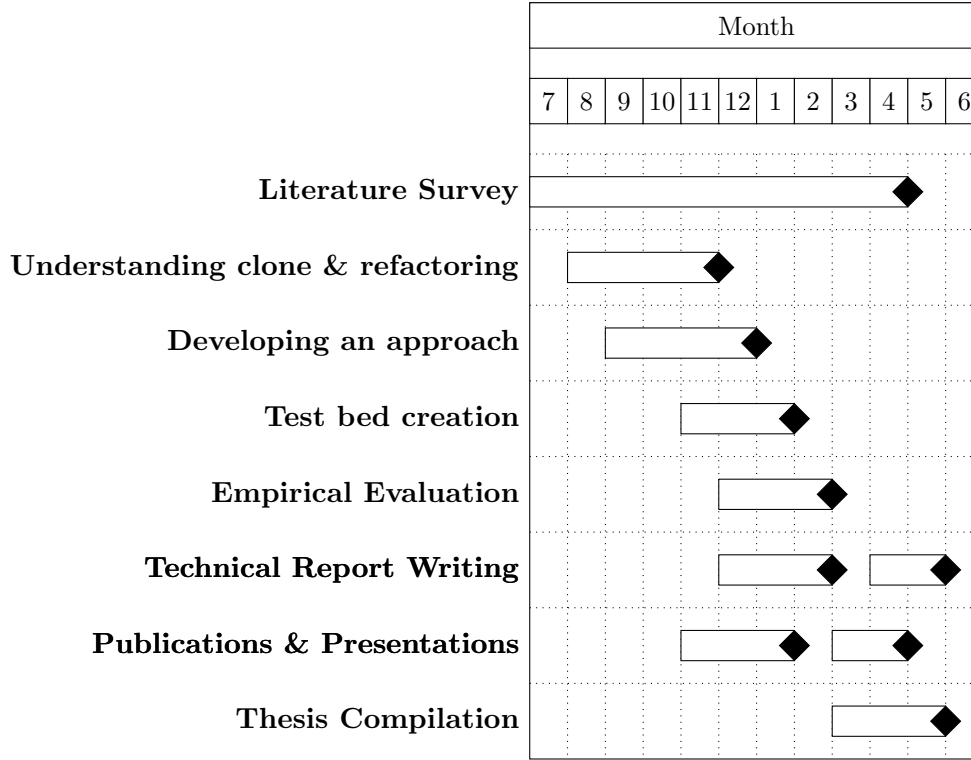 Month
7 8 9 10 11 12 1 2 3 4 5 6
Literature Survey
Understanding clone & refactoring
Developing an approach
Test bed creation
Empirical Evaluation
Technical Report Writing
Publications & Presentations
Thesis Compilation